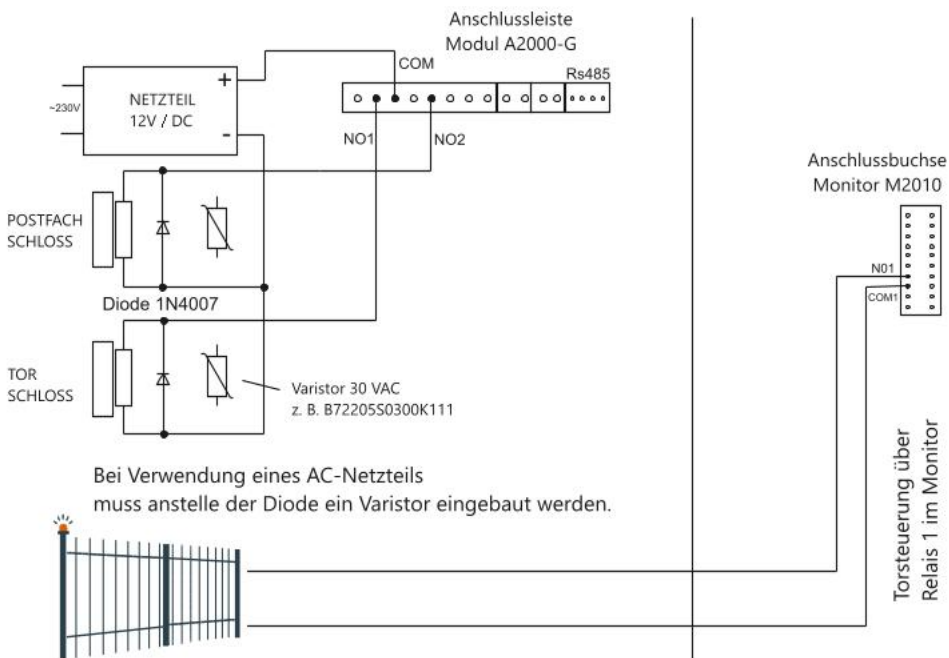 Anschlussleiste
Modul A2000-G
COM
Rs485
+
NETZTEIL
12V / DC
~230V
-
NO1
NO2
Anschlussbuchse
Monitor M2010
POSTFACH
SCHLOSS
N01
COM1
Diode 1N4007
TOR
SCHLOSS
Varistor 30 VAC
z. B. B72205S0300K111
Bei Verwendung eines AC-Netzteils
muss anstelle der Diode ein Varistor eingebaut werden.
Torsteuerung über
Relais 1 im Monitor